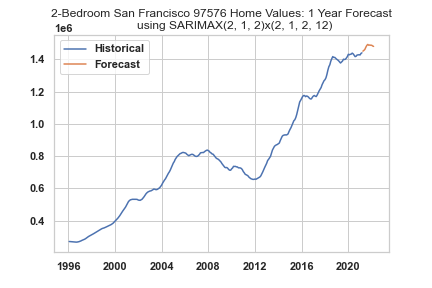 2-Bedroom San Francisco 97576 Home Values: 1 Year Forecast
using SARIMAX(2, 1, 2)x(2, 1, 2, 12)
1e6
Historical
Forecast
1.4
1.2
1.0
0.8
0.6
0.4
1996 2000 2004 2008 2012 2016 2020